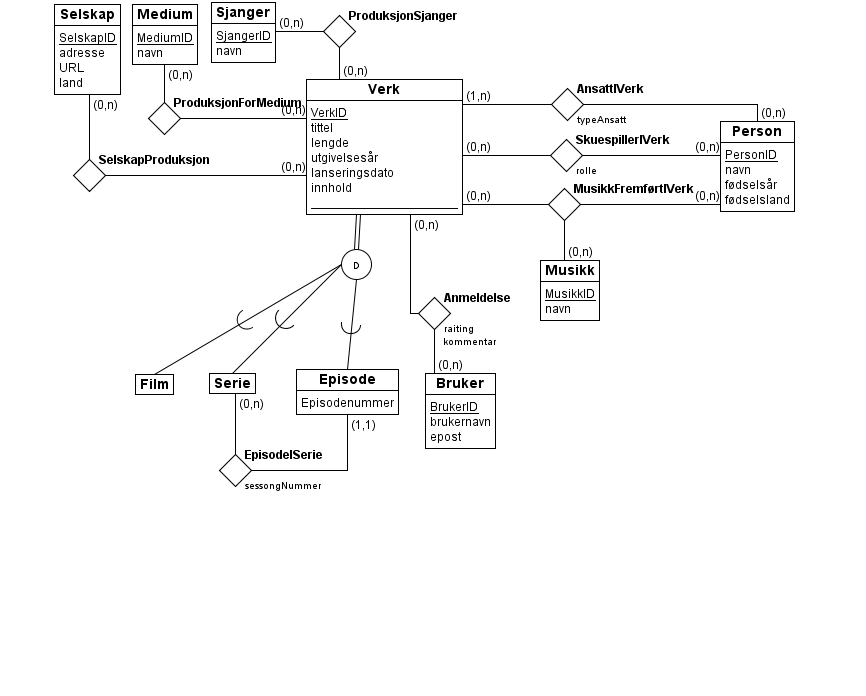 Selskap
SelskapID
adresse
URL
land
(0,n)
Medium
MediumID
navn
(0,n)
Sjanger
SjangerID
navn
(0,n)
ProduksjonSjanger
(0,n)
ProduksjonForMedium
(0,n)
SelskapProduksjon
(0,n)
Verk
VerkID
tittel
lengde
utgivelsesår
lanseringsdato
innhold
(1,n)
AnsattIVerk
typeAnsatt
(0,n)
(0,n)
SkuespillerIVerk
rolle
(0,n)
(0,n)
MusikkFremførtIVerk
(0,n)
(0,n)
Person
PersonID
navn
fødselsår
fødselsland
Musikk
MusikkID
navn
(0,n)
Anmeldelse
raiting
kommentar
(0,n)
Bruker
BrukerID
brukernavn
epost
D
Film
Serie
(0,n)
Episode
Episodenummer
(1,1)
EpisodeISerie
sessongNummer